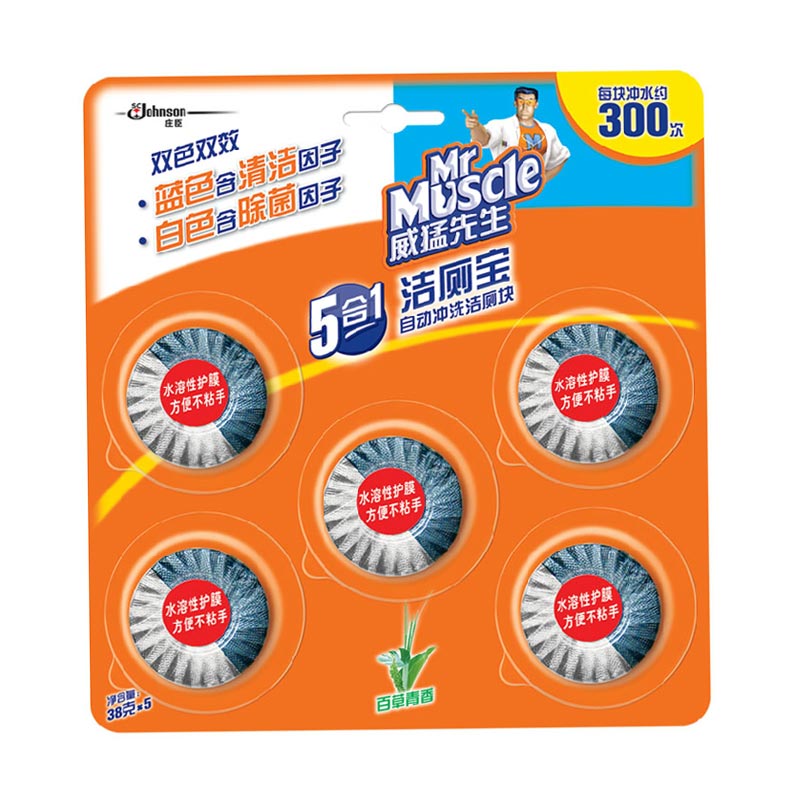 SC Johnson
庄臣
双色双效
·蓝色含清洁因子
·白色含除菌因子
每块冲水约
300次
M
Mr
Muscle
威猛先生
5合1
洁厕宝
自动冲洗洁厕块
水溶性护膜
方便不粘手
水溶性护膜
方便不粘手
水溶性护膜
方便不粘手
水溶性护膜
方便不粘手
水溶性护膜
方便不粘手
净含量:
38克×5
百草青香